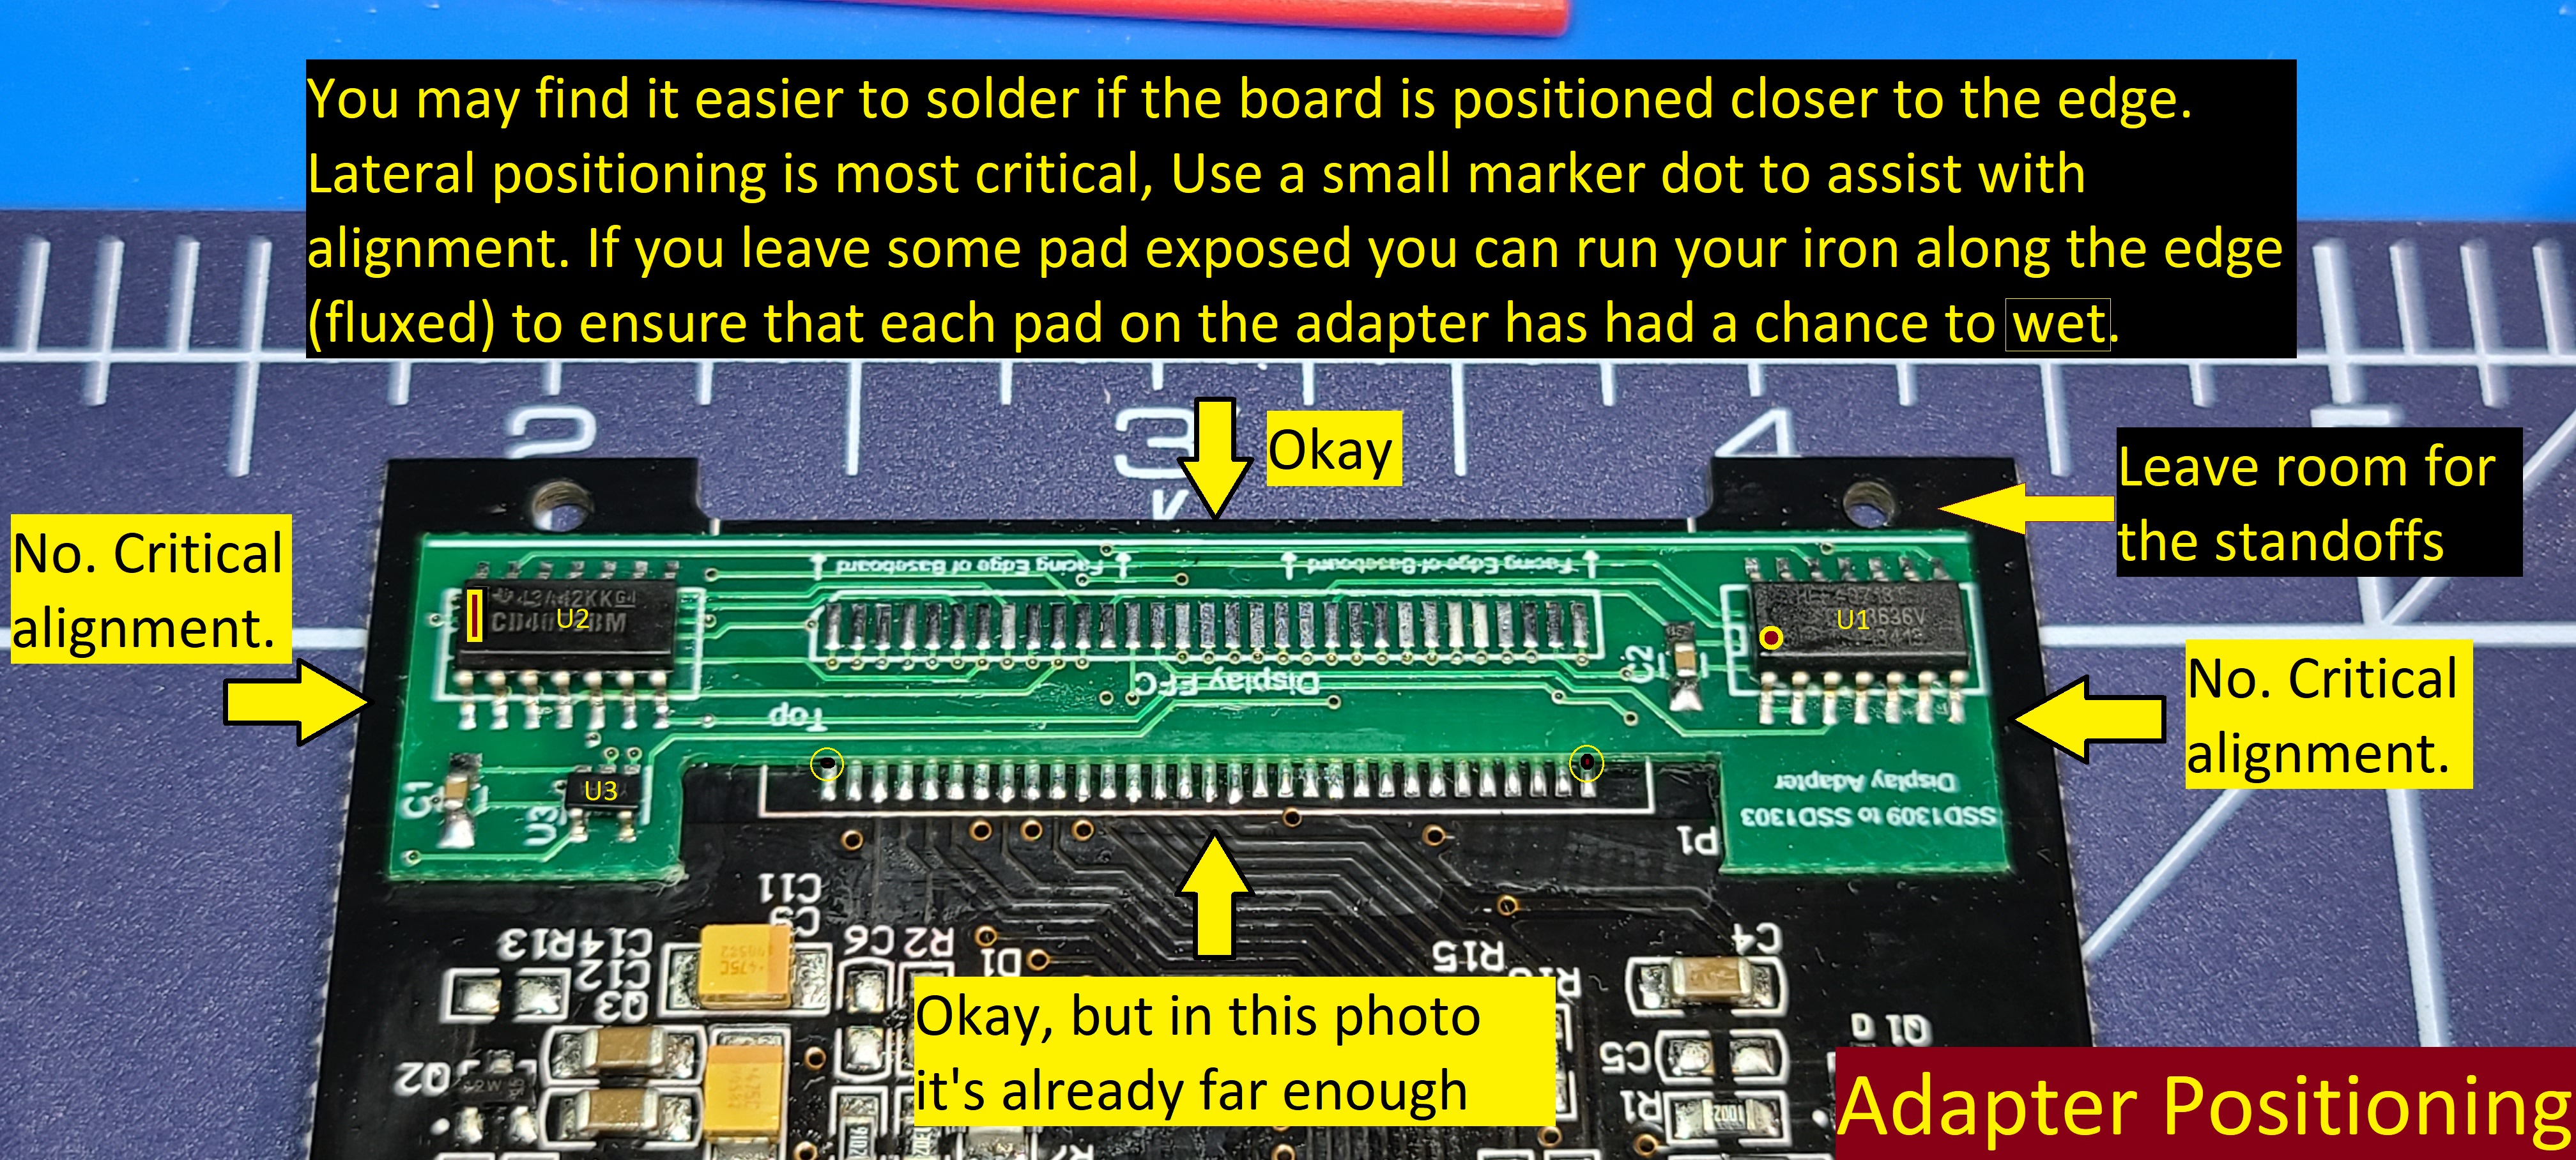 You may find it easier to solder if the board is positioned closer to the edge.
Lateral positioning is most critical, Use a small marker dot to assist with
alignment. If you leave some pad exposed you can run your iron along the edge
(fluxed) to ensure that each pad on the adapter has had a chance to wet.
2
3
4
5
Okay
Leave room for
the standoffs
No. Critical
alignment.
Facing Edge of Baseboard
Facing Edge of Baseboard
U2
U1
C2
Display FFC
Top
No. Critical
alignment.
C1
U3
U3
Display Adapter
SSD1309 to SSD1303
P1
C11
C9
R13
C14
C12
Q3
C6
R2
D1
R15
C4
Q2
C5
Q1
R1
Okay, but in this photo
it's already far enough
Adapter Positioning